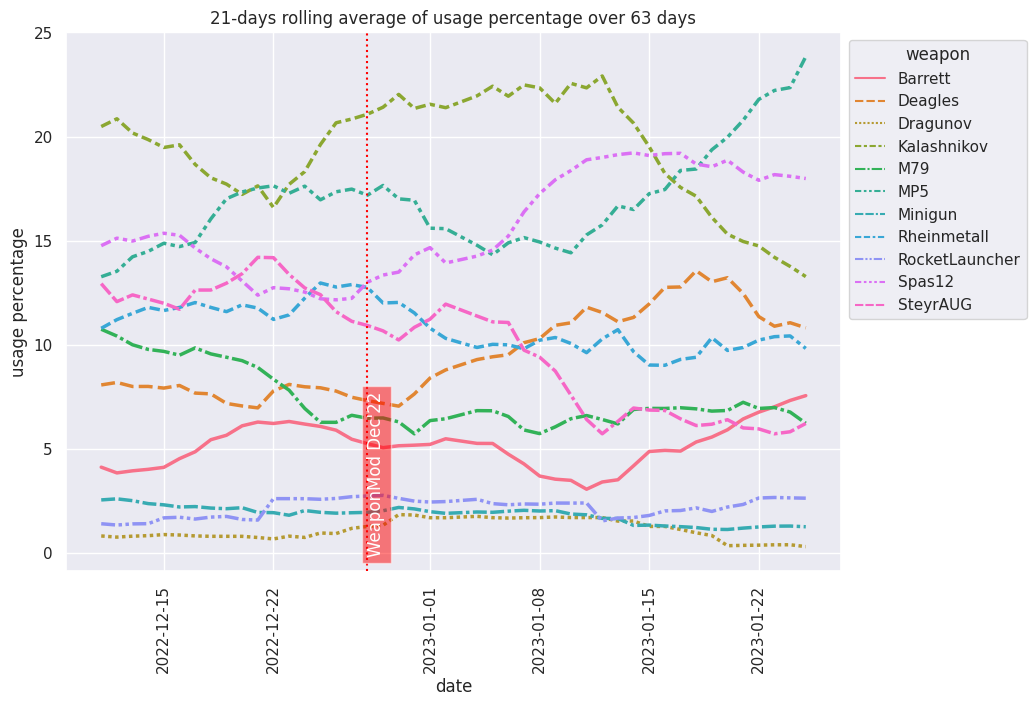 21-days rolling average of usage percentage over 63 days
25
20
15
10
5
0
usage percentage
WeaponMod Dec'22
2022-12-15
2022-12-22
2023-01-01
2023-01-08
2023-01-15
2023-01-22
date
weapon
Barrett
Deagles
Dragunov
Kalashnikov
M79
MP5
Minigun
Rheinmetall
RocketLauncher
Spas12
SteyrAUG